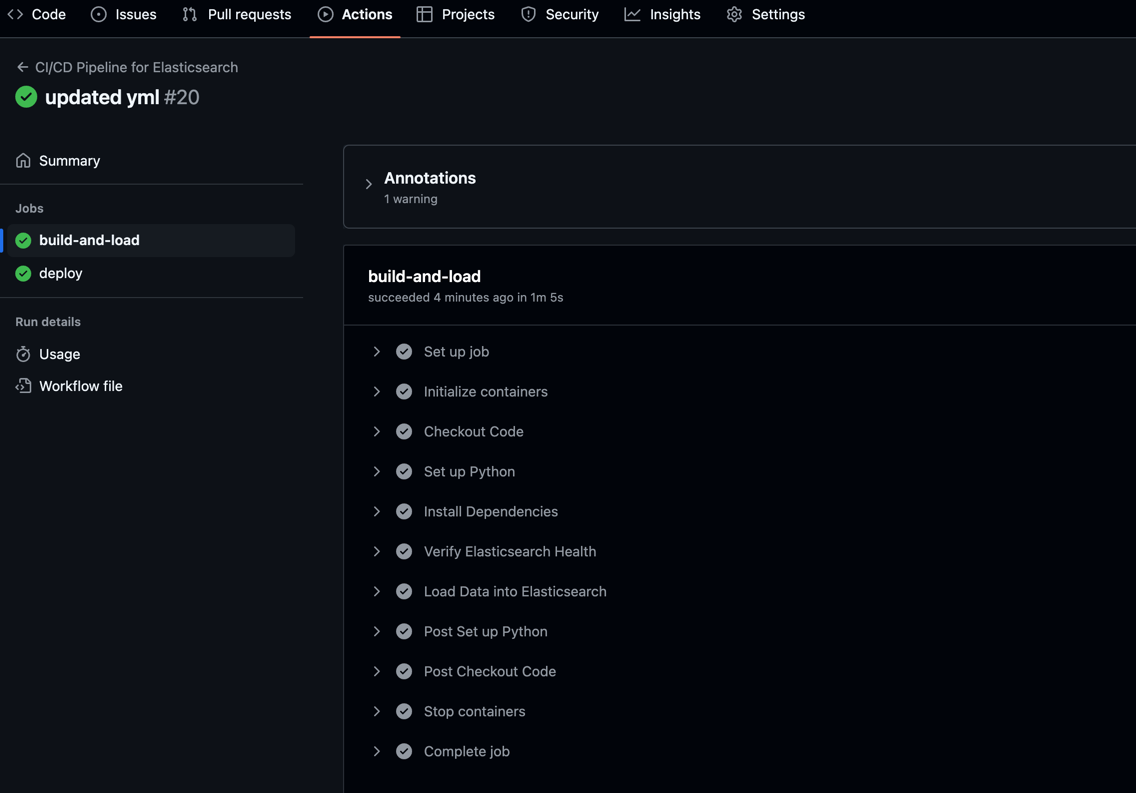 Code Issues Pull requests Actions Projects Security Insights Settings
← CI/CD Pipeline for Elasticsearch
updated yml #20
Summary
Jobs
build-and-load
deploy
Run details
Usage
Workflow file
Annotations
1 warning
build-and-load
succeeded 4 minutes ago in 1m 5s
Set up job
Initialize containers
Checkout Code
Set up Python
Install Dependencies
Verify Elasticsearch Health
Load Data into Elasticsearch
Post Set up Python
Post Checkout Code
Stop containers
Complete job